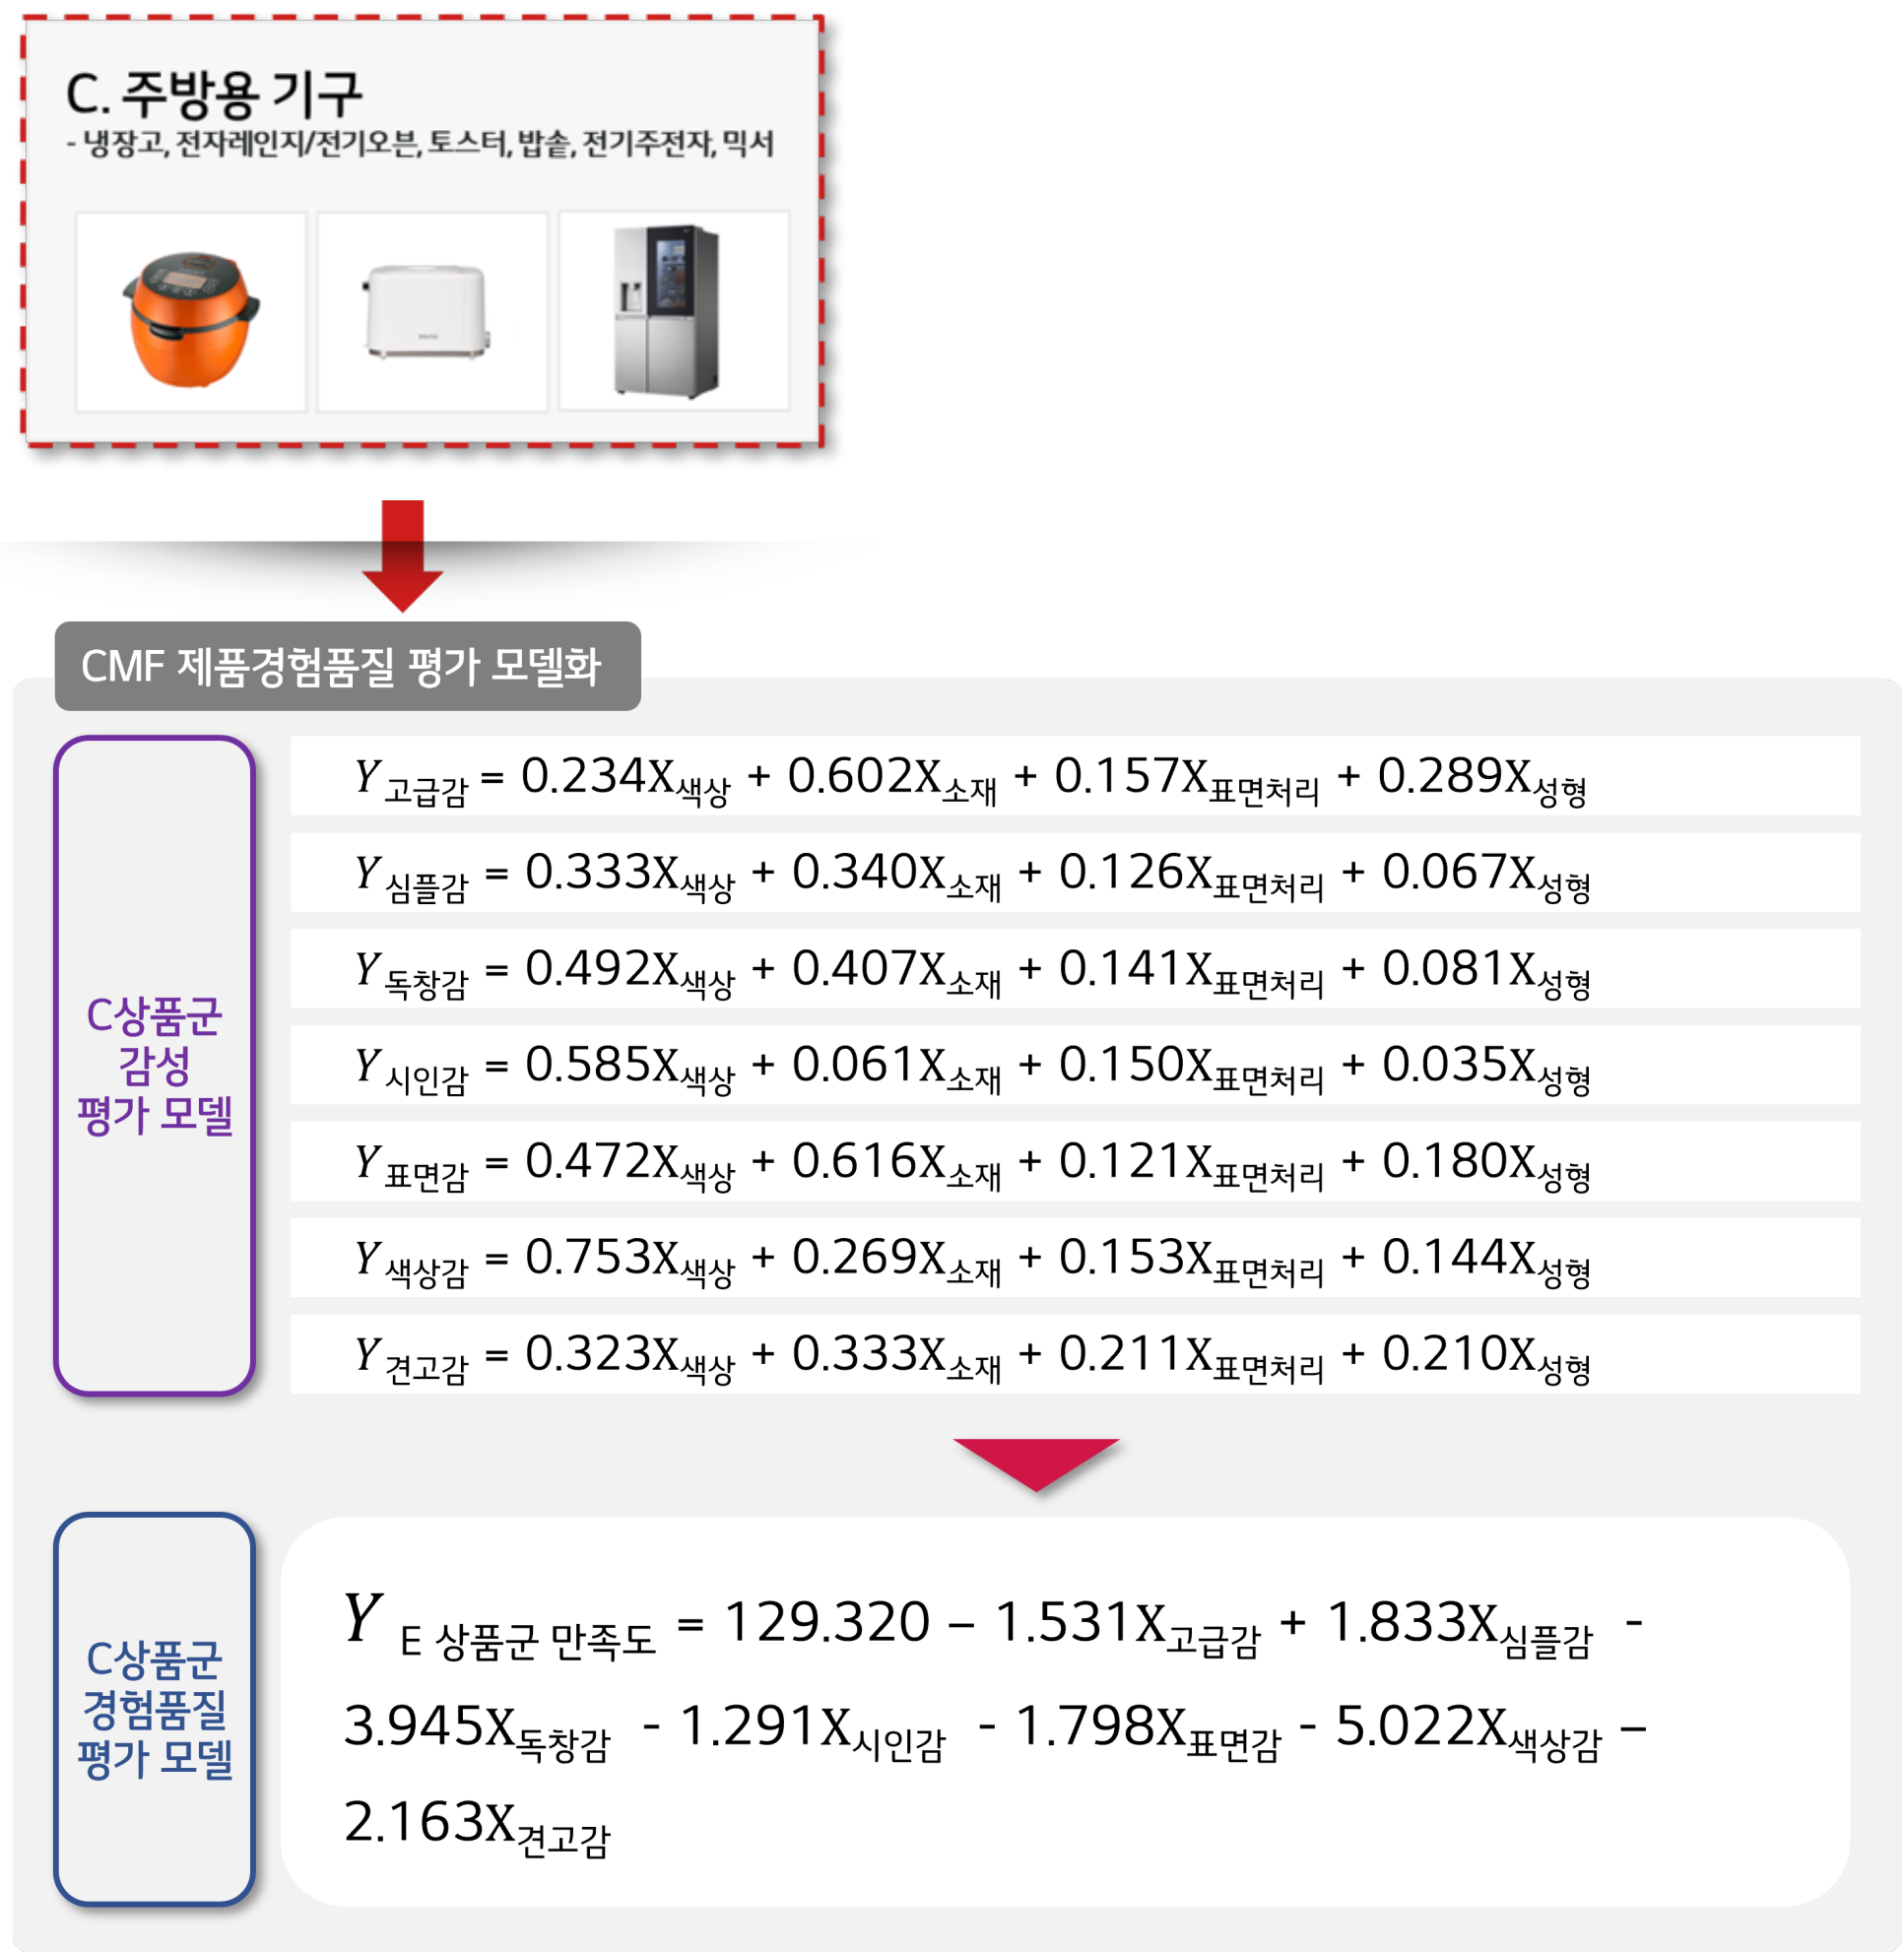 C. 주방용 기구
- 냉장고, 전자레인지/전기오븐, 토스터, 밥솥, 전기주전자, 믹서
CMF 제품경험품질 평가 모델화
C상품군
감성
평가 모델
Y 고급감 = 0.234X색상 + 0.602X소재 + 0.157X표면처리 + 0.289X성형
Y 심플감 = 0.333X색상 + 0.340X소재 + 0.126X표면처리 + 0.067X성형
Y 독창감 = 0.492X색상 + 0.407X소재 + 0.141X표면처리 + 0.081X성형
Y 시인감 = 0.585X색상 + 0.061X소재 + 0.150X표면처리 + 0.035X성형
Y 표면감 = 0.472X색상 + 0.616X소재 + 0.121X표면처리 + 0.180X성형
Y 색상감 = 0.753X색상 + 0.269X소재 + 0.153X표면처리 + 0.144X성형
Y 견고감 = 0.323X색상 + 0.333X소재 + 0.211X표면처리 + 0.210X성형
C상품군
경험품질
평가 모델
Y E 상품군 만족도 = 129.320 – 1.531X고급감 + 1.833X심플감 -
3.945X독창감 - 1.291X시인감 - 1.798X표면감 - 5.022X색상감 –
2.163X견고감